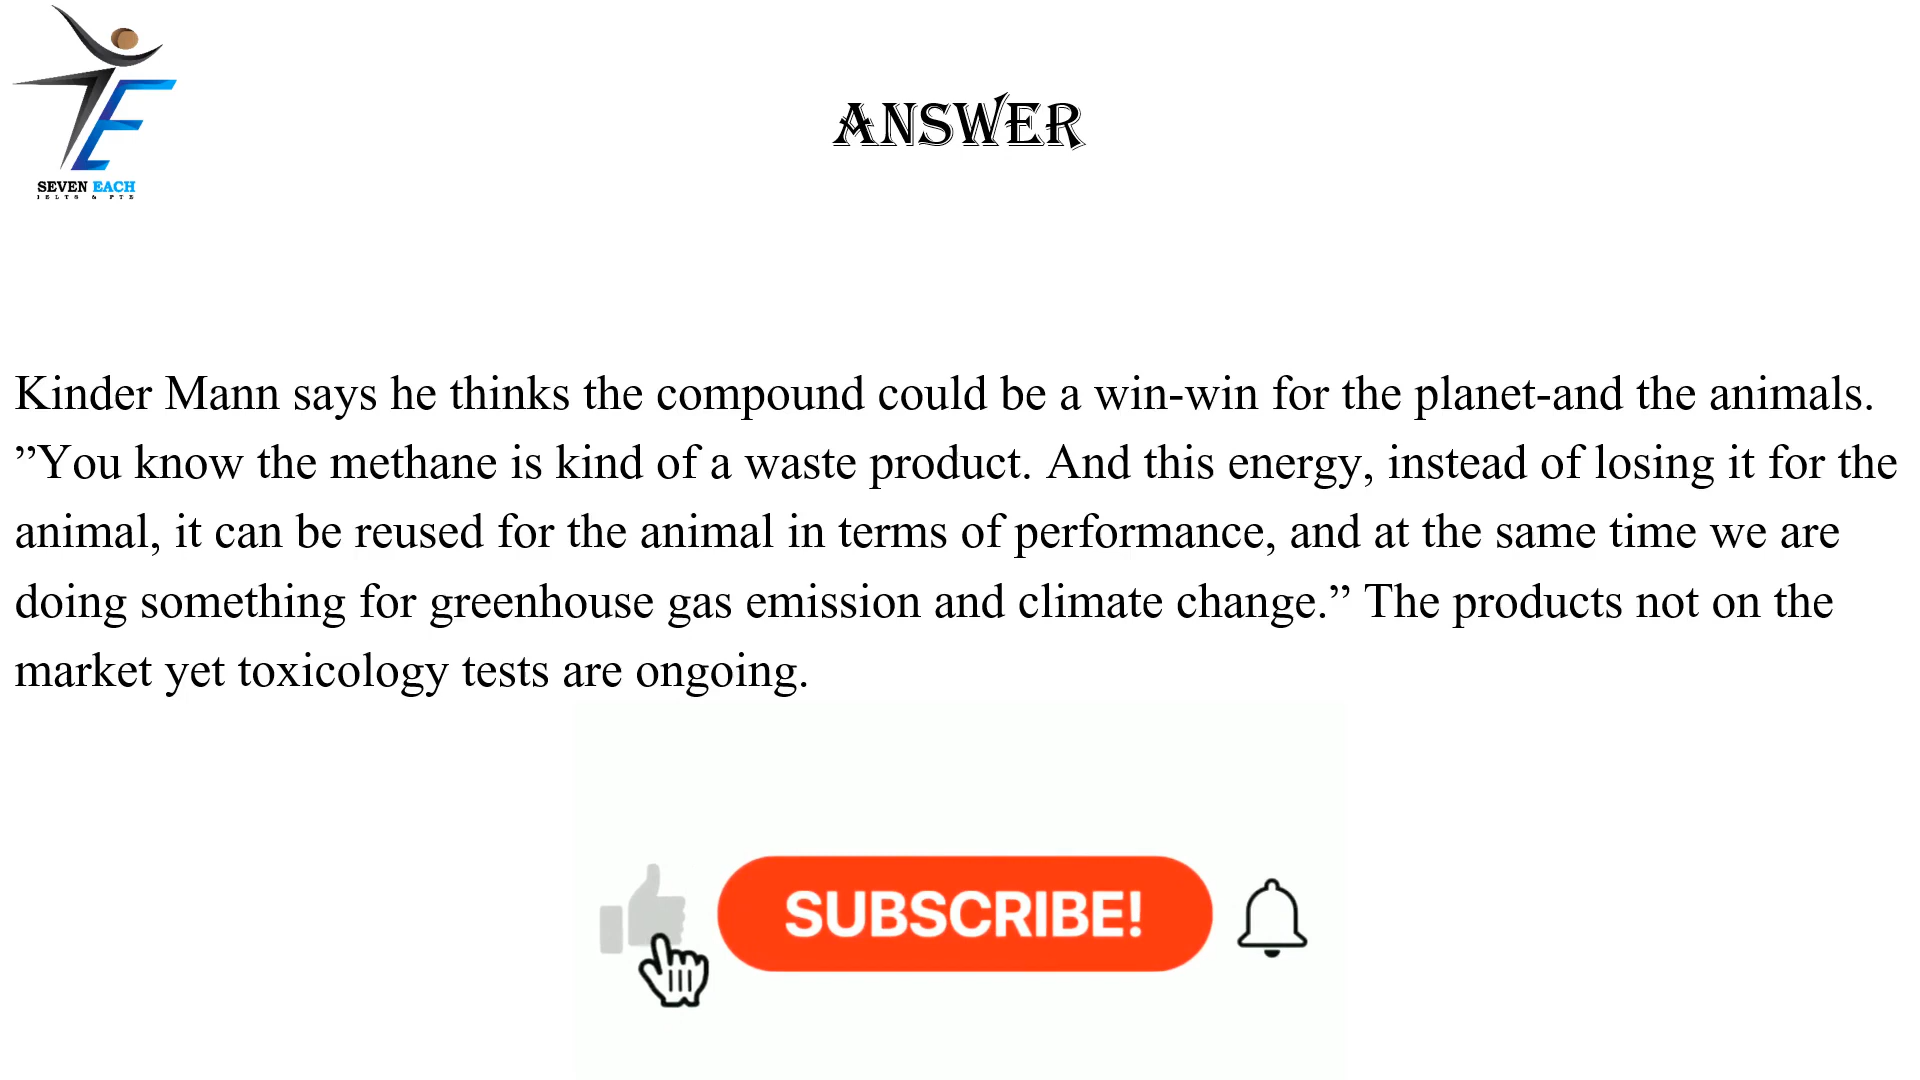 SEVEN EACH
IELTS & PTE
ANSWER
Kinder Mann says he thinks the compound could be a win-win for the planet-and the animals.
”You know the methane is kind of a waste product. And this energy, instead of losing it for the
animal, it can be reused for the animal in terms of performance, and at the same time we are
doing something for greenhouse gas emission and climate change.” The products not on the
market yet toxicology tests are ongoing.
SUBSCRIBE!